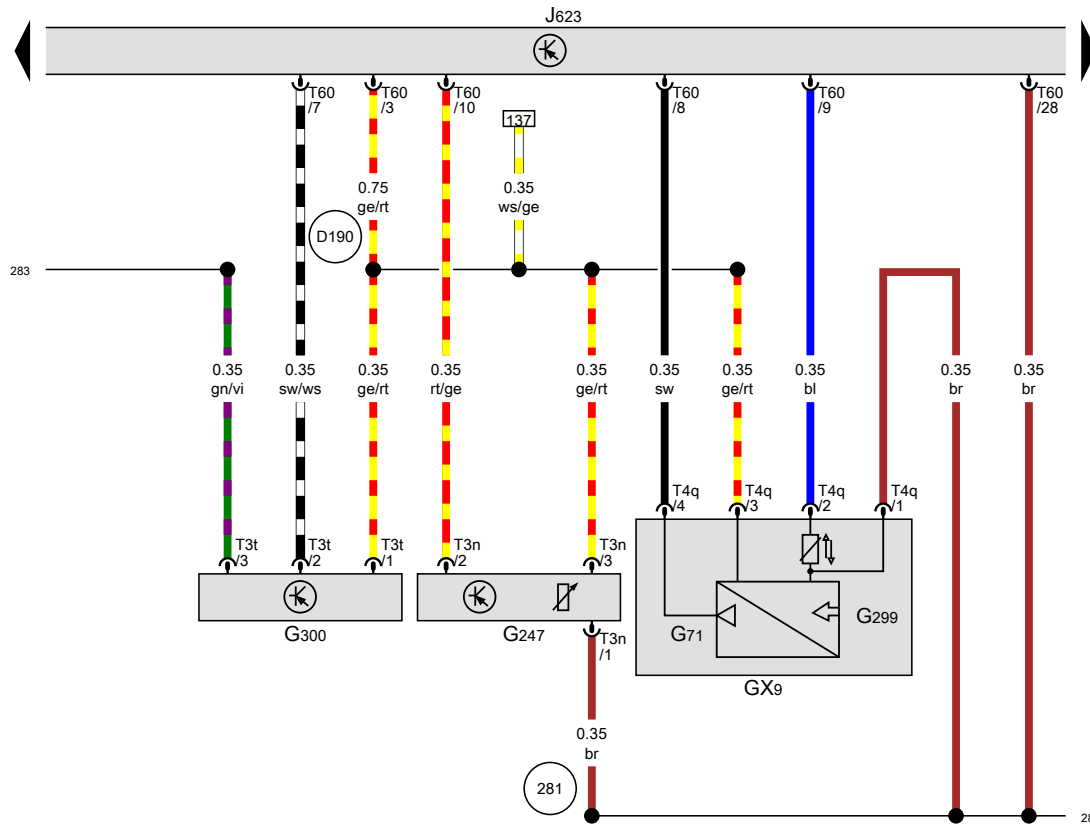 J623
T60
/7
T60
/3
T60
/10
T60
/8
T60
/9
T60
/28
137
0.75
ge/rt
0.35
ws/ge
D190
283
0.35
gn/vi
0.35
sw/ws
0.35
ge/rt
0.35
rt/ge
0.35
ge/rt
0.35
sw
0.35
ge/rt
0.35
bl
0.35
br
0.35
br
T4q
/4
T4q
/3
T4q
/2
T4q
/1
T3t
/3
T3t
/2
T3t
/1
T3n
/2
T3n
/3
G300
G247
T3n
/1
G71
G299
GX9
0.35
br
281